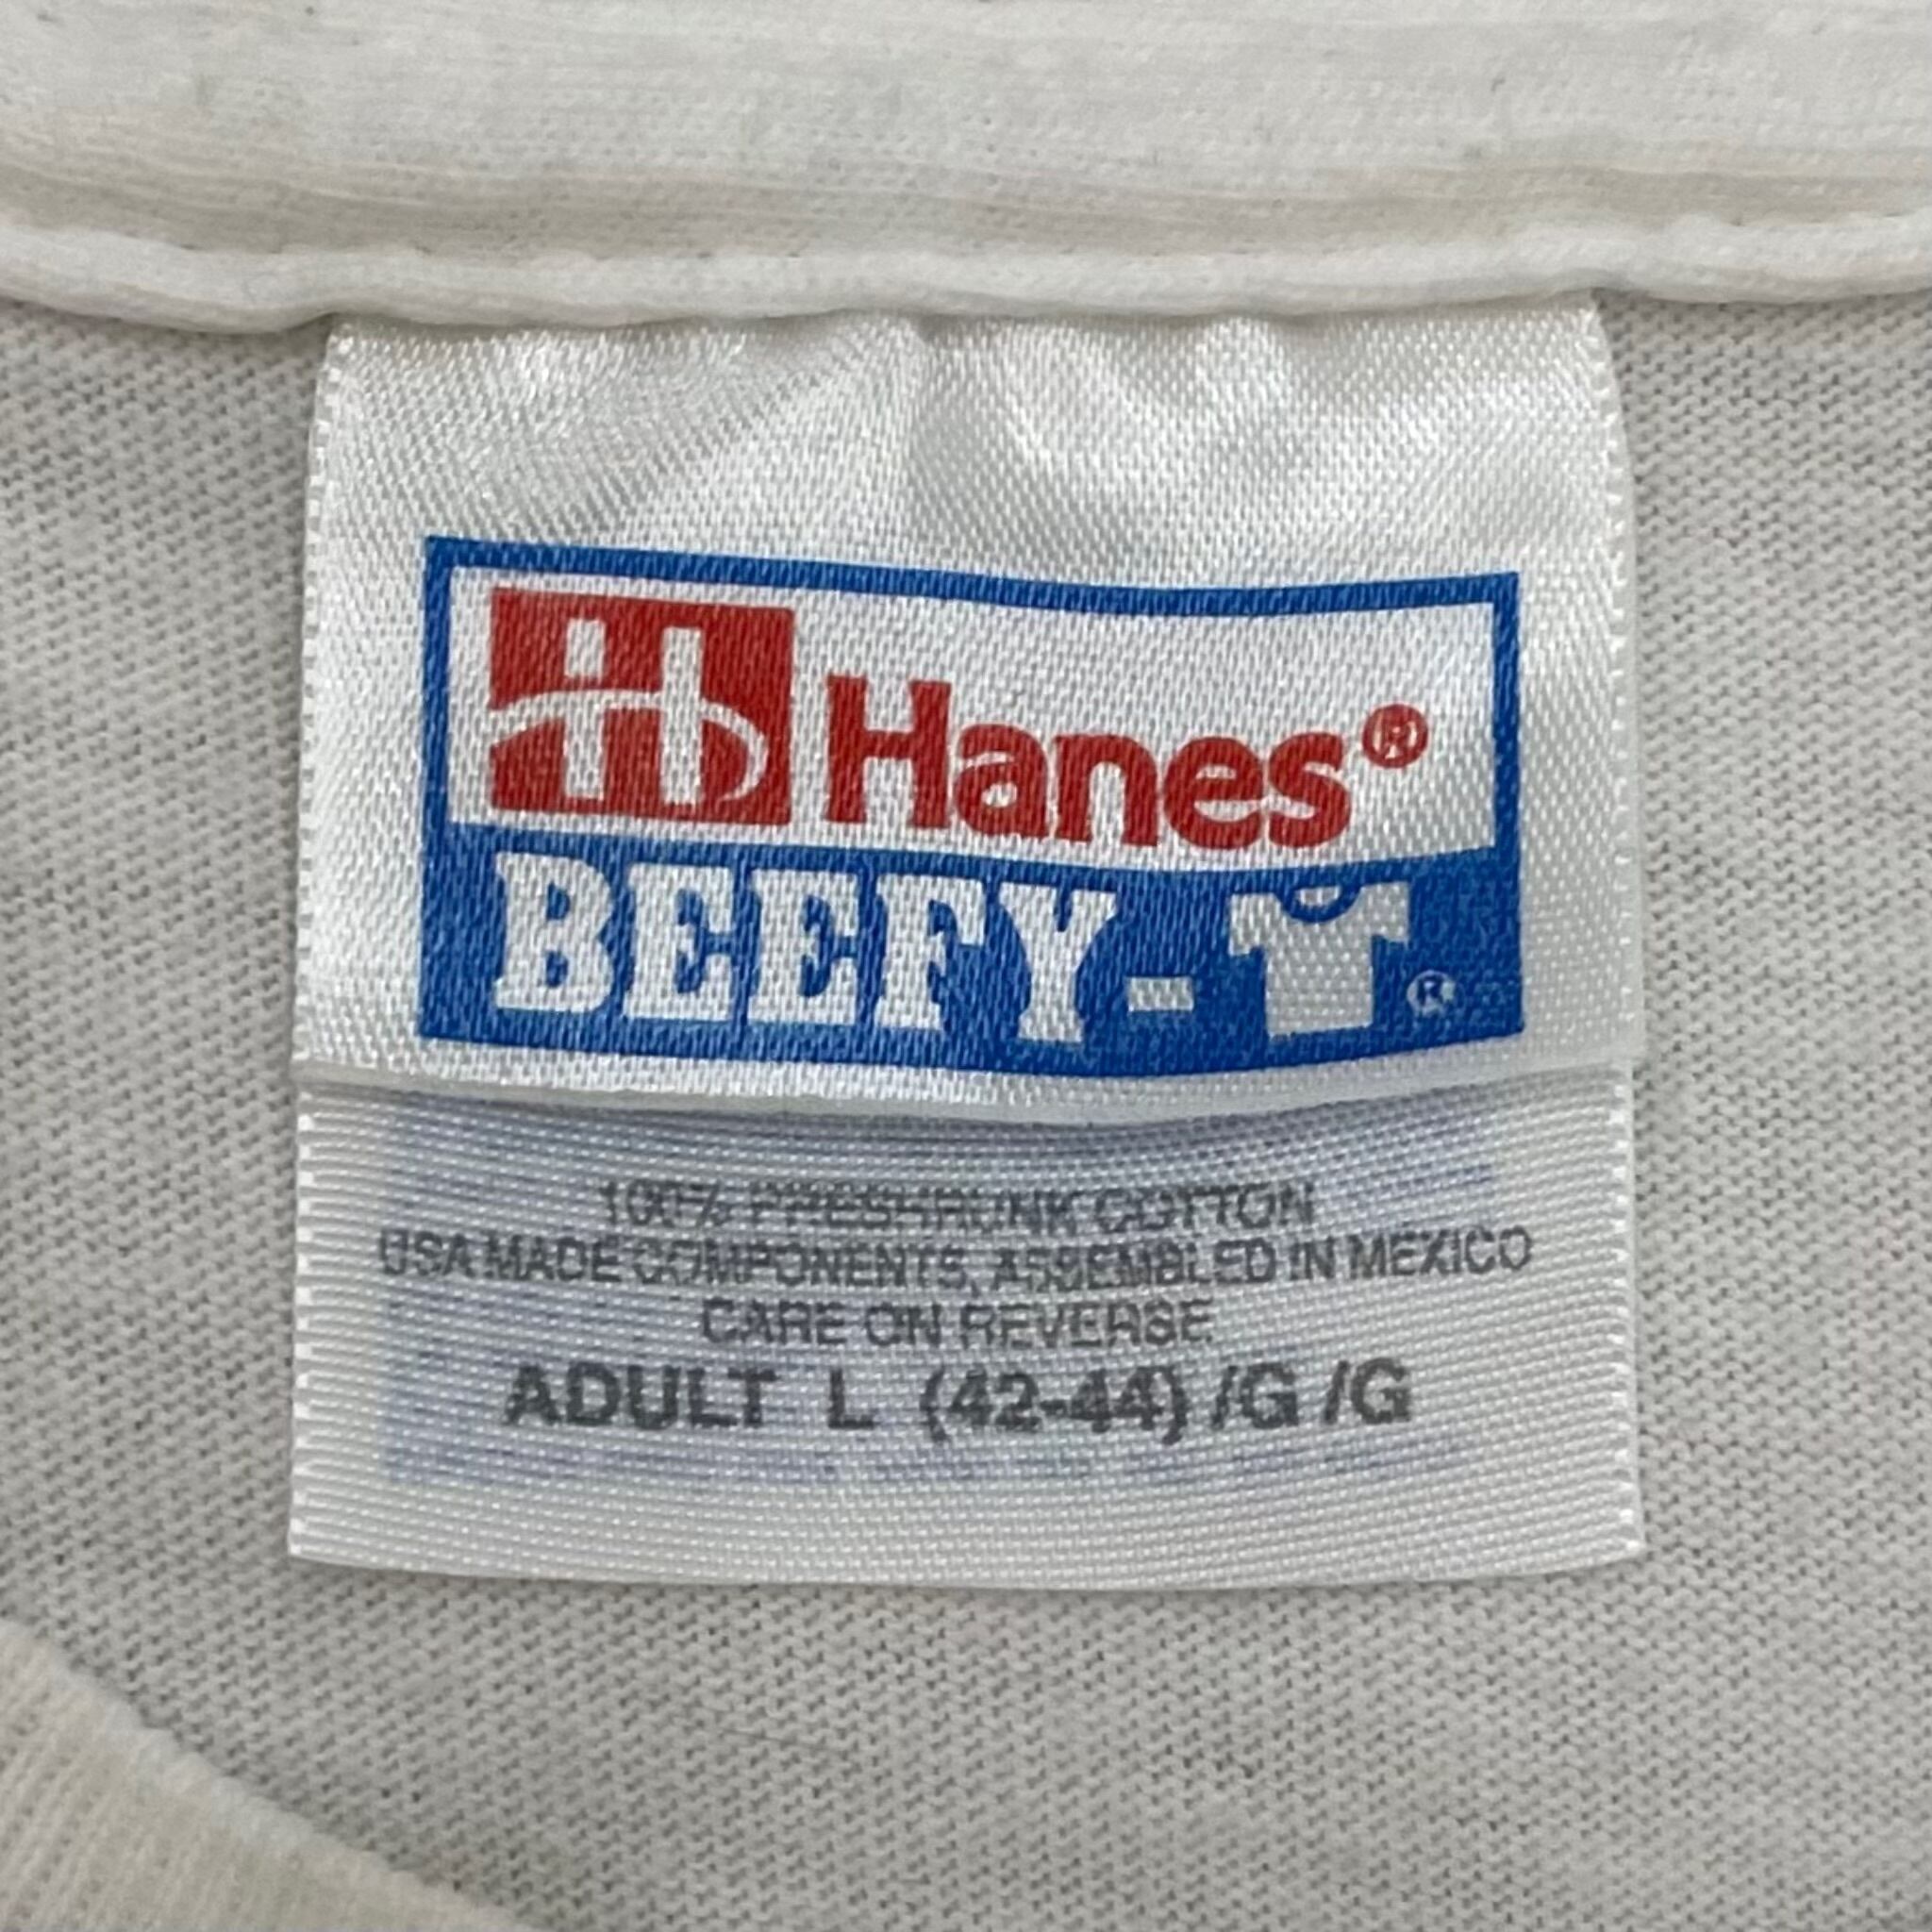 H Hanes®
BEEFY-T®
100% PRESHRUNK COTTON
USA MADE COMPONENTS, ASSEMBLED IN MEXICO
CARE ON REVERSE
ADULT L (42-44) /G /G